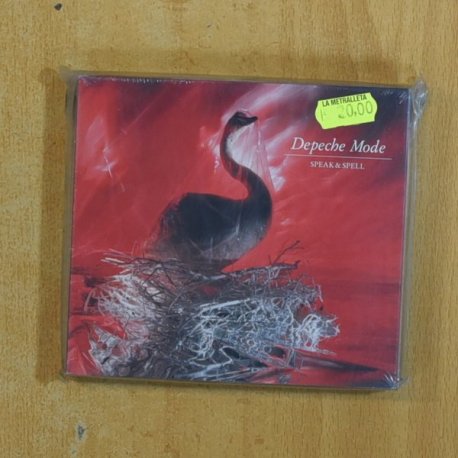 LA METRALLETA
20,00
Depeche Mode
SPEAK & SPELL